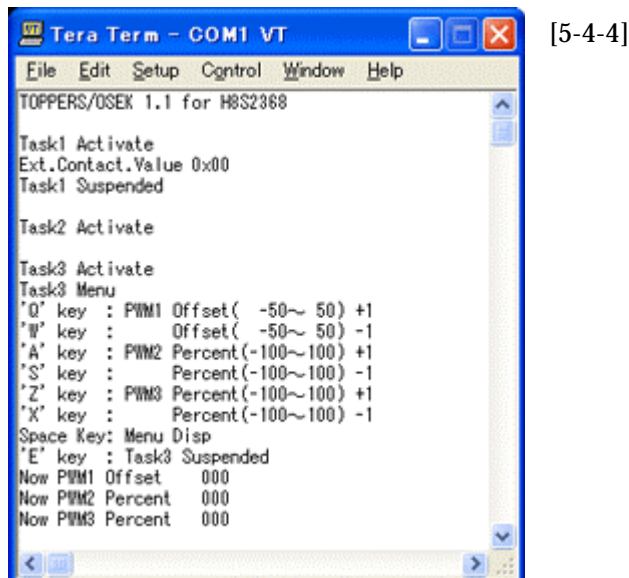 Tera Term - COM1 VT
[5-4-4]
File Edit Setup Control Window Help
TOPPERS/OSEK 1.1 for H8S2368
Task1 Activate
Ext.Contact.Value 0x00
Task1 Suspended
Task2 Activate
Task3 Activate
Task3 Menu
'Q' key : PWM1 Offset( -50～ 50) +1
'W' key : Offset( -50～ 50) -1
'A' key : PWM2 Percent(-100～100) +1
'S' key : Percent(-100～100) -1
'Z' key : PWM3 Percent(-100～100) +1
'X' key : Percent(-100～100) -1
Space Key: Menu Disp
'E' key : Task3 Suspended
Now PWM1 Offset 000
Now PWM2 Percent 000
Now PWM3 Percent 000